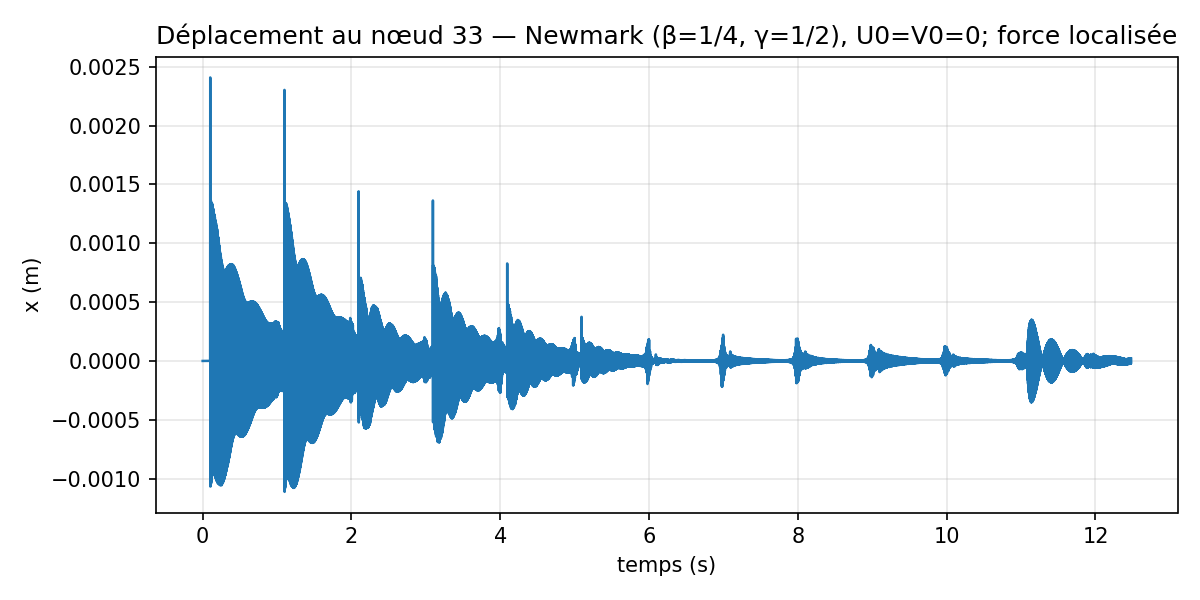 Déplacement au nœud 33 — Newmark (β=1/4, γ=1/2), U0=V0=0; force localisée
0.0025
0.0020
0.0015
0.0010
0.0005
0.0000
−0.0005
−0.0010
x (m)
0 2 4 6 8 10 12
temps (s)